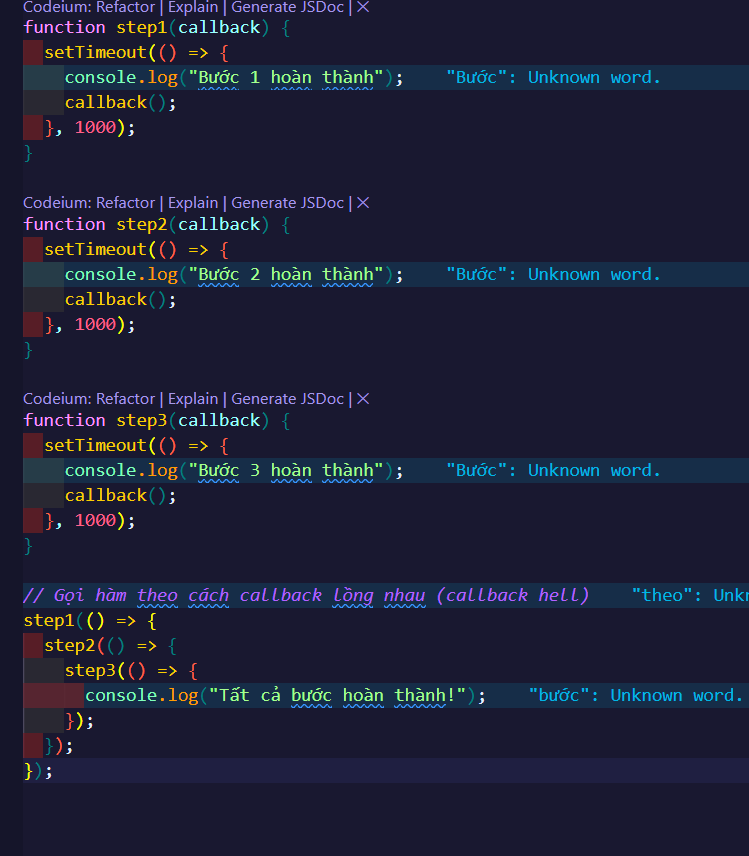 Codeium: Refactor | Explain | Generate JSDoc | ×
function step1(callback) {
  setTimeout(() => {
    console.log("Bước 1 hoàn thành");    "Bước": Unknown word.
    callback();
  }, 1000);
}
Codeium: Refactor | Explain | Generate JSDoc | ×
function step2(callback) {
  setTimeout(() => {
    console.log("Bước 2 hoàn thành");    "Bước": Unknown word.
    callback();
  }, 1000);
}
Codeium: Refactor | Explain | Generate JSDoc | ×
function step3(callback) {
  setTimeout(() => {
    console.log("Bước 3 hoàn thành");    "Bước": Unknown word.
    callback();
  }, 1000);
}
// Gọi hàm theo cách callback lồng nhau (callback hell)    "theo": Unkn
step1(() => {
  step2(() => {
    step3(() => {
      console.log("Tất cả bước hoàn thành!");    "bước": Unknown word.
    });
  });
});